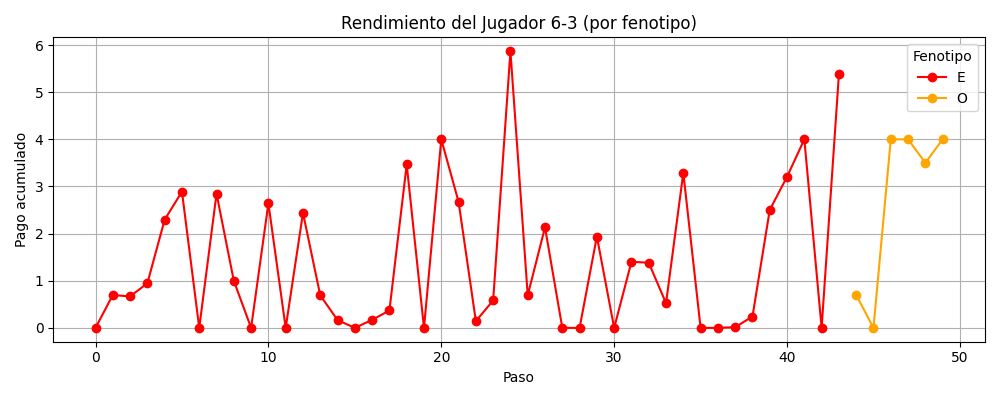 Rendimiento del Jugador 6-3 (por fenotipo)
Pago acumulado
6
5
4
3
2
1
0
Fenotipo
E
O
0 10 20 30 40 50
Paso